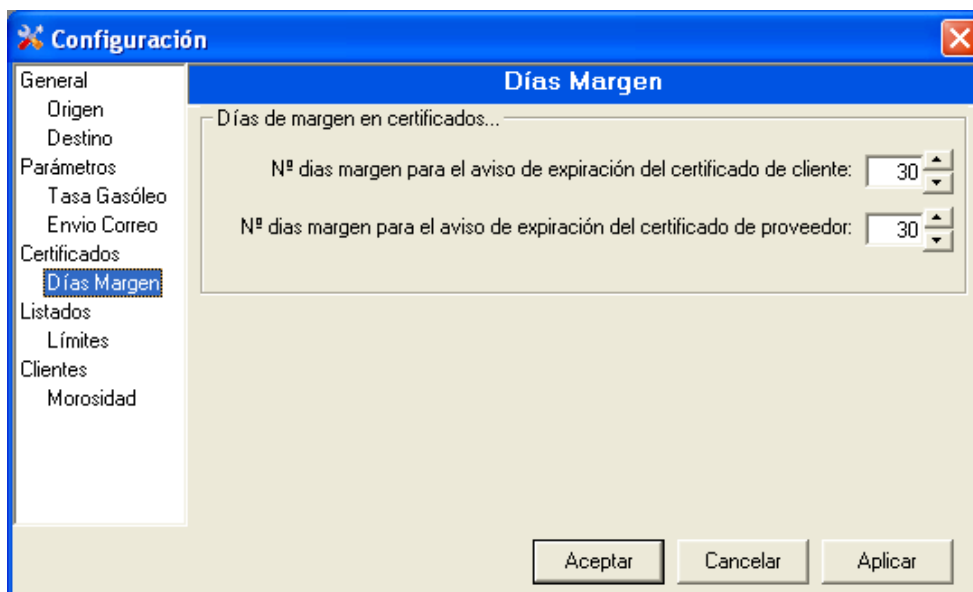 Configuración
General
Origen
Destino
Parámetros
Tasa Gasóleo
Envio Correo
Certificados
Días Margen
Listados
Límites
Clientes
Morosidad
Días Margen
Días de margen en certificados...
Nº dias margen para el aviso de expiración del certificado de cliente: 30
Nº dias margen para el aviso de expiración del certificado de proveedor: 30
Aceptar Cancelar Aplicar